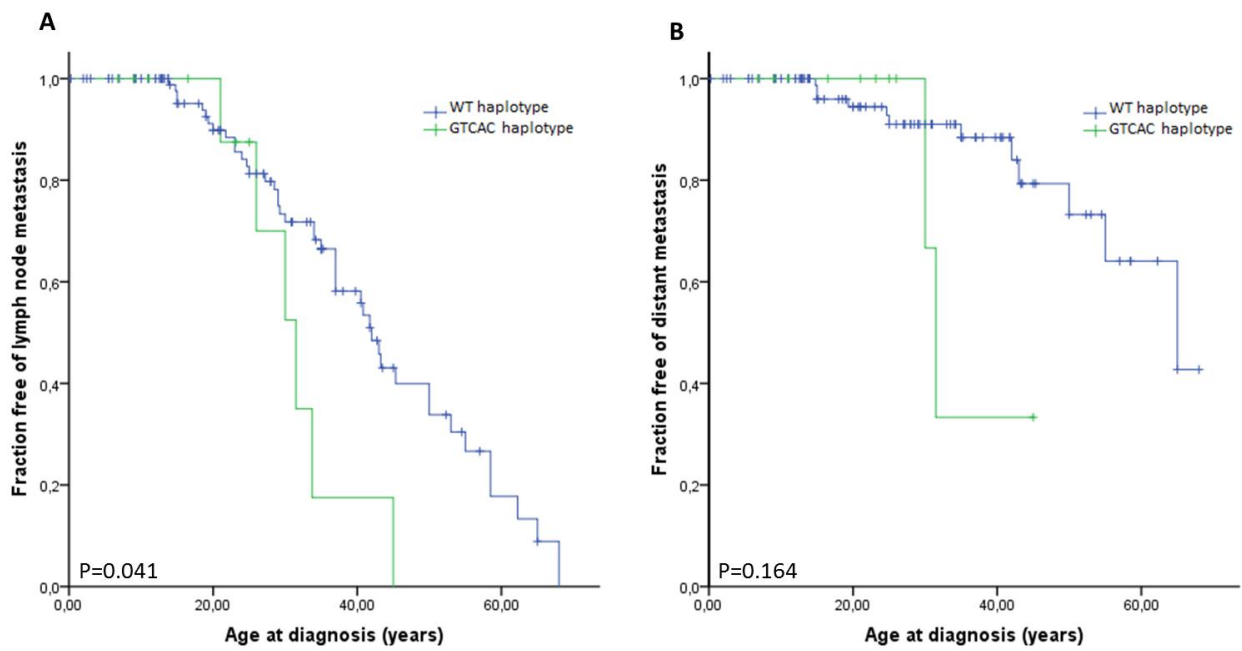 A
Fraction free of lymph node metastasis
1,0
0,8
0,6
0,4
0,2
0,0
WT haplotype
GTCAC haplotype
P=0.041
0,00 20,00 40,00 60,00
Age at diagnosis (years)
B
Fraction free of distant metastasis
1,0
0,8
0,6
0,4
0,2
0,0
WT haplotype
GTCAC haplotype
P=0.164
0,00 20,00 40,00 60,00
Age at diagnosis (years)